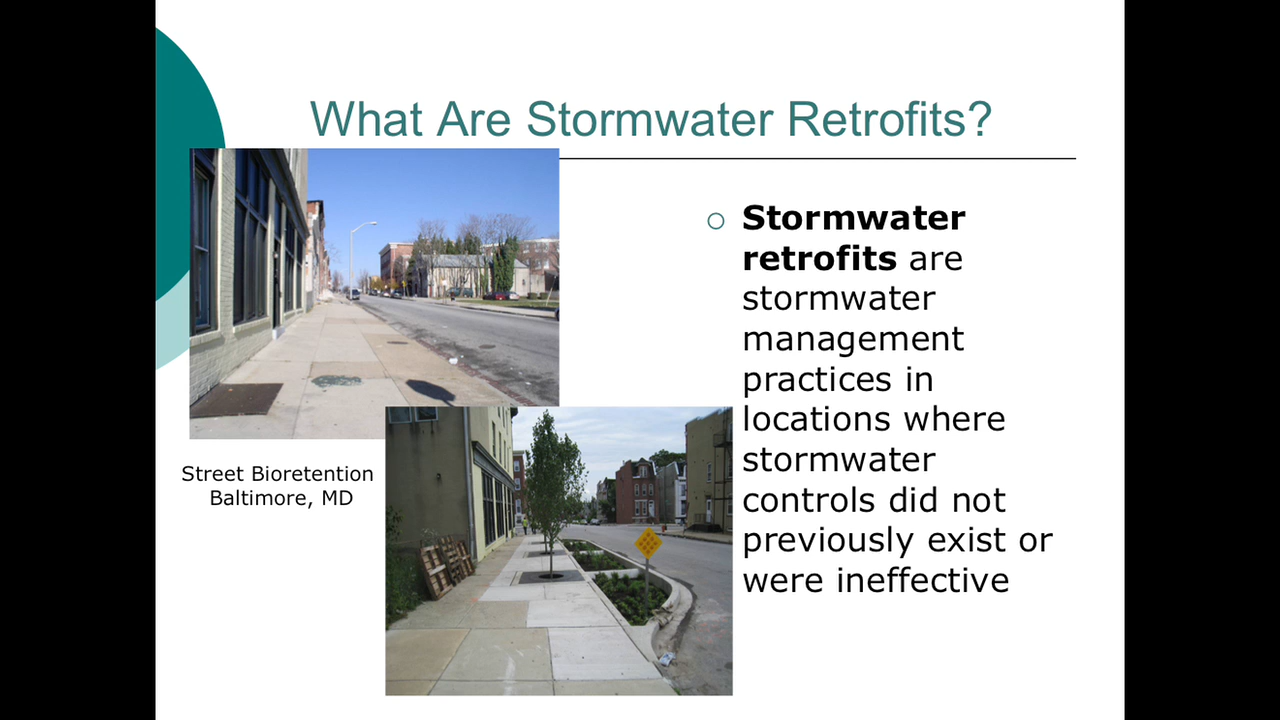 What Are Stormwater Retrofits?
Stormwater
retrofits are
stormwater
management
practices in
locations where
stormwater
controls did not
previously exist or
were ineffective
Street Bioretention
Baltimore, MD